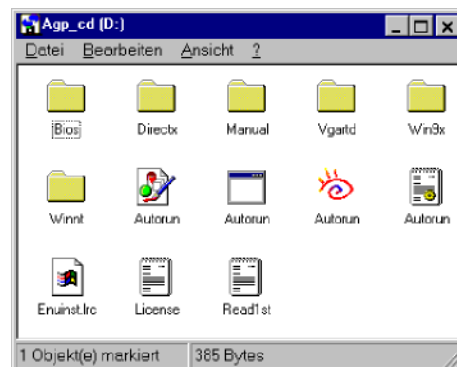 Agp_cd (D:)
Datei Bearbeiten Ansicht ?
Bios Directx Manual Vgartd Win9x
Winnt Autorun Autorun Autorun Autorun
Enuinst.lrc License Read1st
1 Objekt(e) markiert 385 Bytes